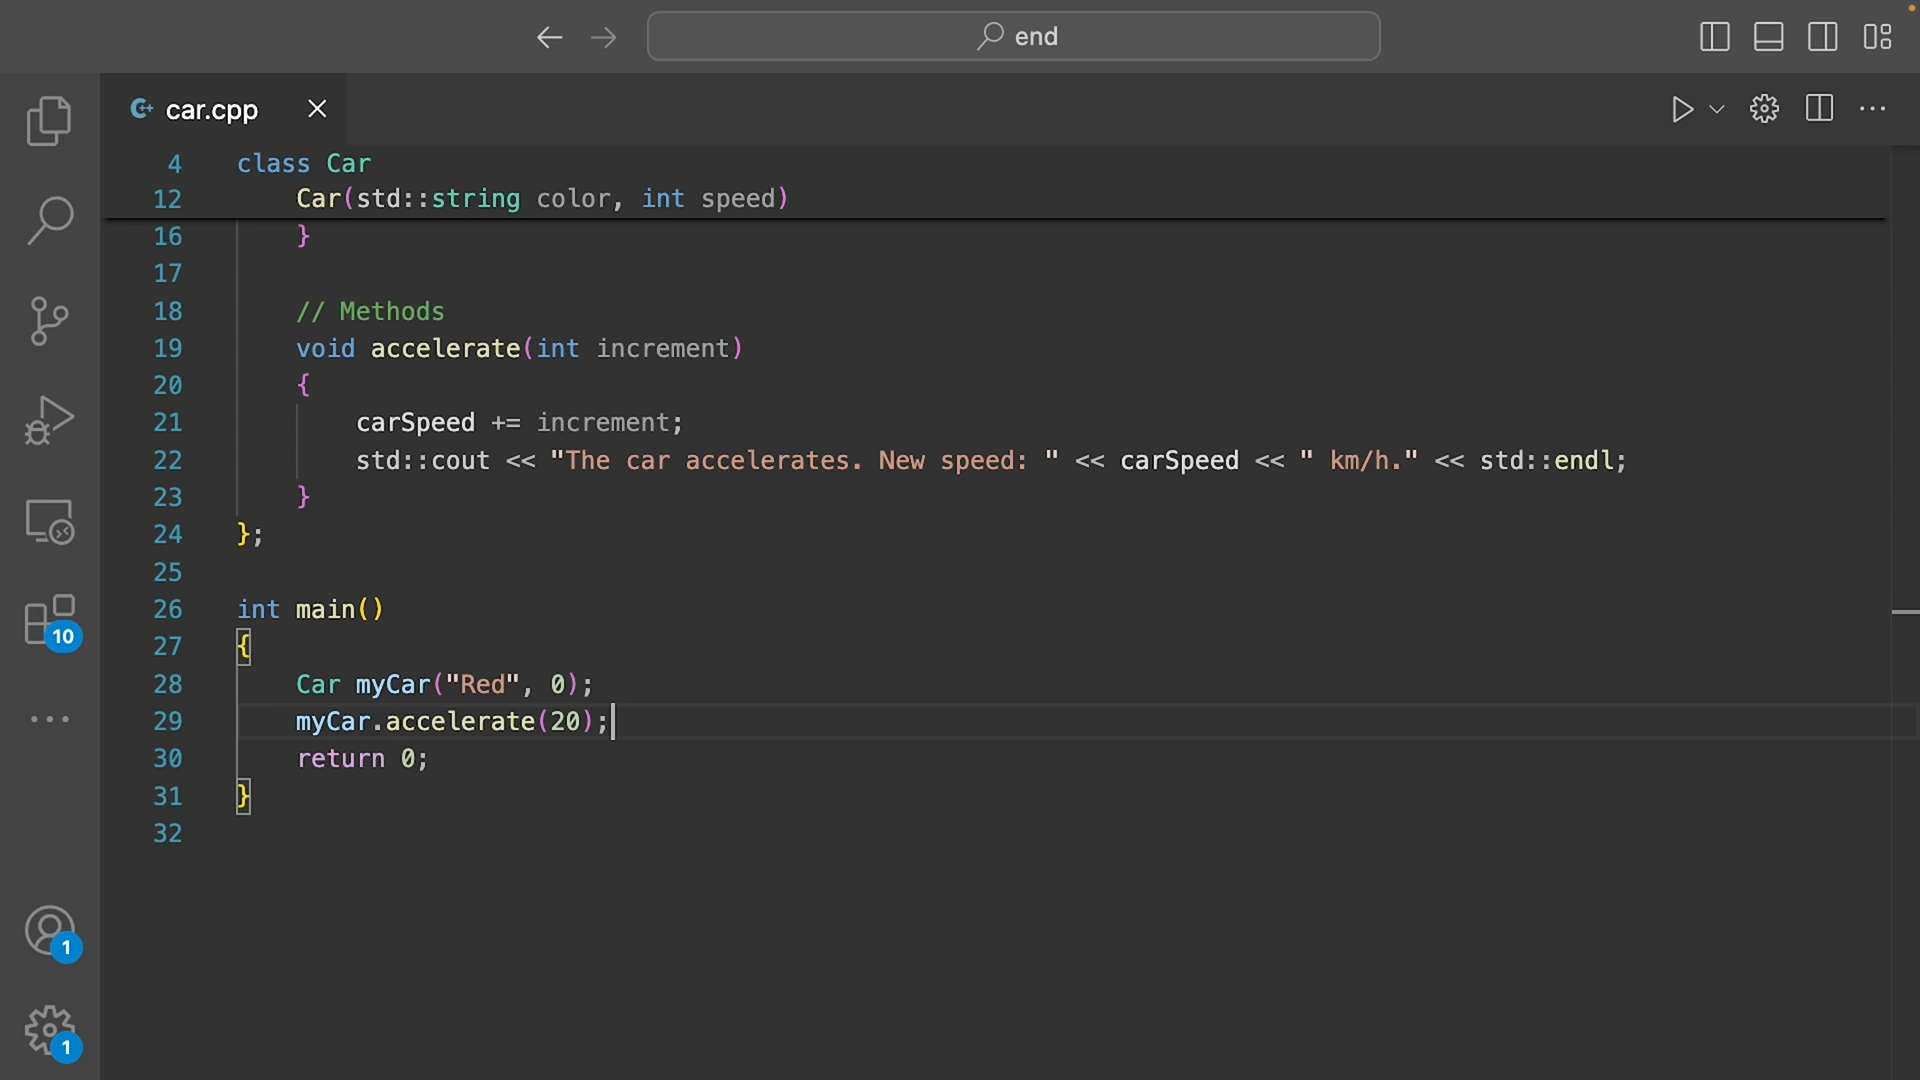 end
car.cpp
4 class Car
12 Car(std::string color, int speed)
16 }
17
18 // Methods
19 void accelerate(int increment)
20 {
21 carSpeed += increment;
22 std::cout << "The car accelerates. New speed: " << carSpeed << " km/h." << std::endl;
23 }
24 };
25
26 int main()
27 {
28 Car myCar("Red", 0);
29 myCar.accelerate(20);
30 return 0;
31 }
32
10
1
1